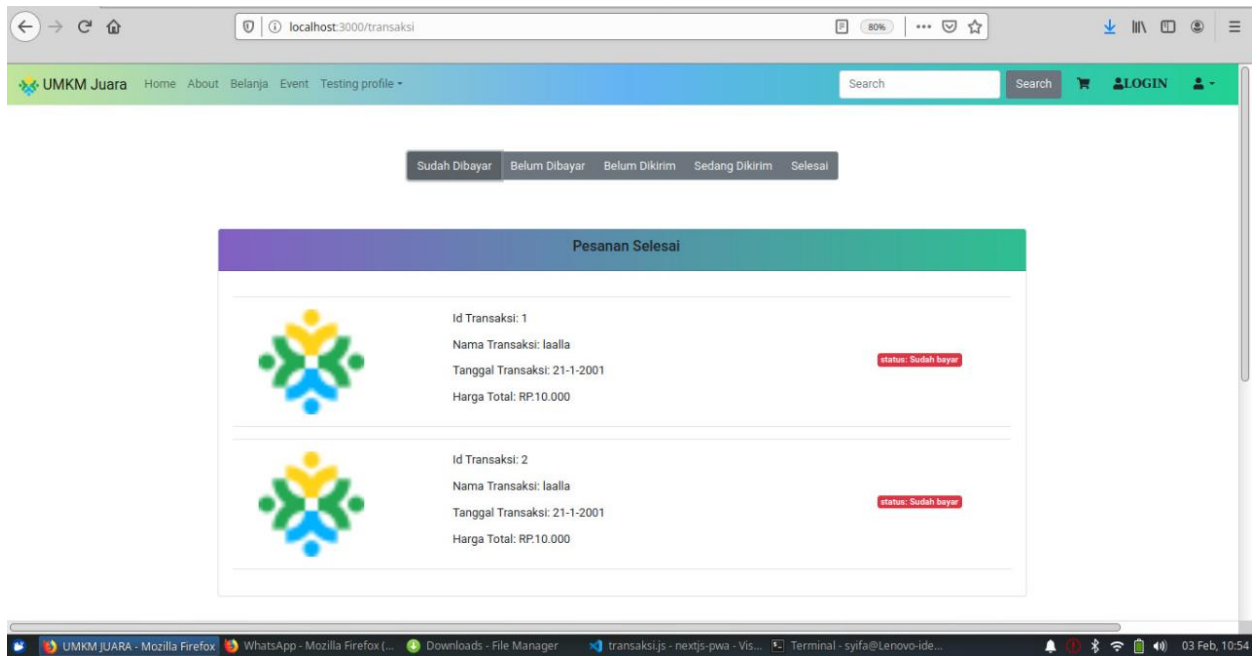 localhost:3000/transaksi 80%
UMKM Juara Home About Belanja Event Testing profile Search Search LOGIN
Sudah Dibayar Belum Dibayar Belum Dikirim Sedang Dikirim Selesai
Pesanan Selesai
Id Transaksi: 1
Nama Transaksi: laalla
Tanggal Transaksi: 21-1-2001
Harga Total: RP.10.000
status: Sudah bayar
Id Transaksi: 2
Nama Transaksi: laalla
Tanggal Transaksi: 21-1-2001
Harga Total: RP.10.000
status: Sudah bayar
UMKM JUARA - Mozilla Firefox WhatsApp - Mozilla Firefox (... Downloads - File Manager transaksi.js - nextjs-pwa - Vis... Terminal - syifa@Lenovo-ide... 03 Feb, 10:54